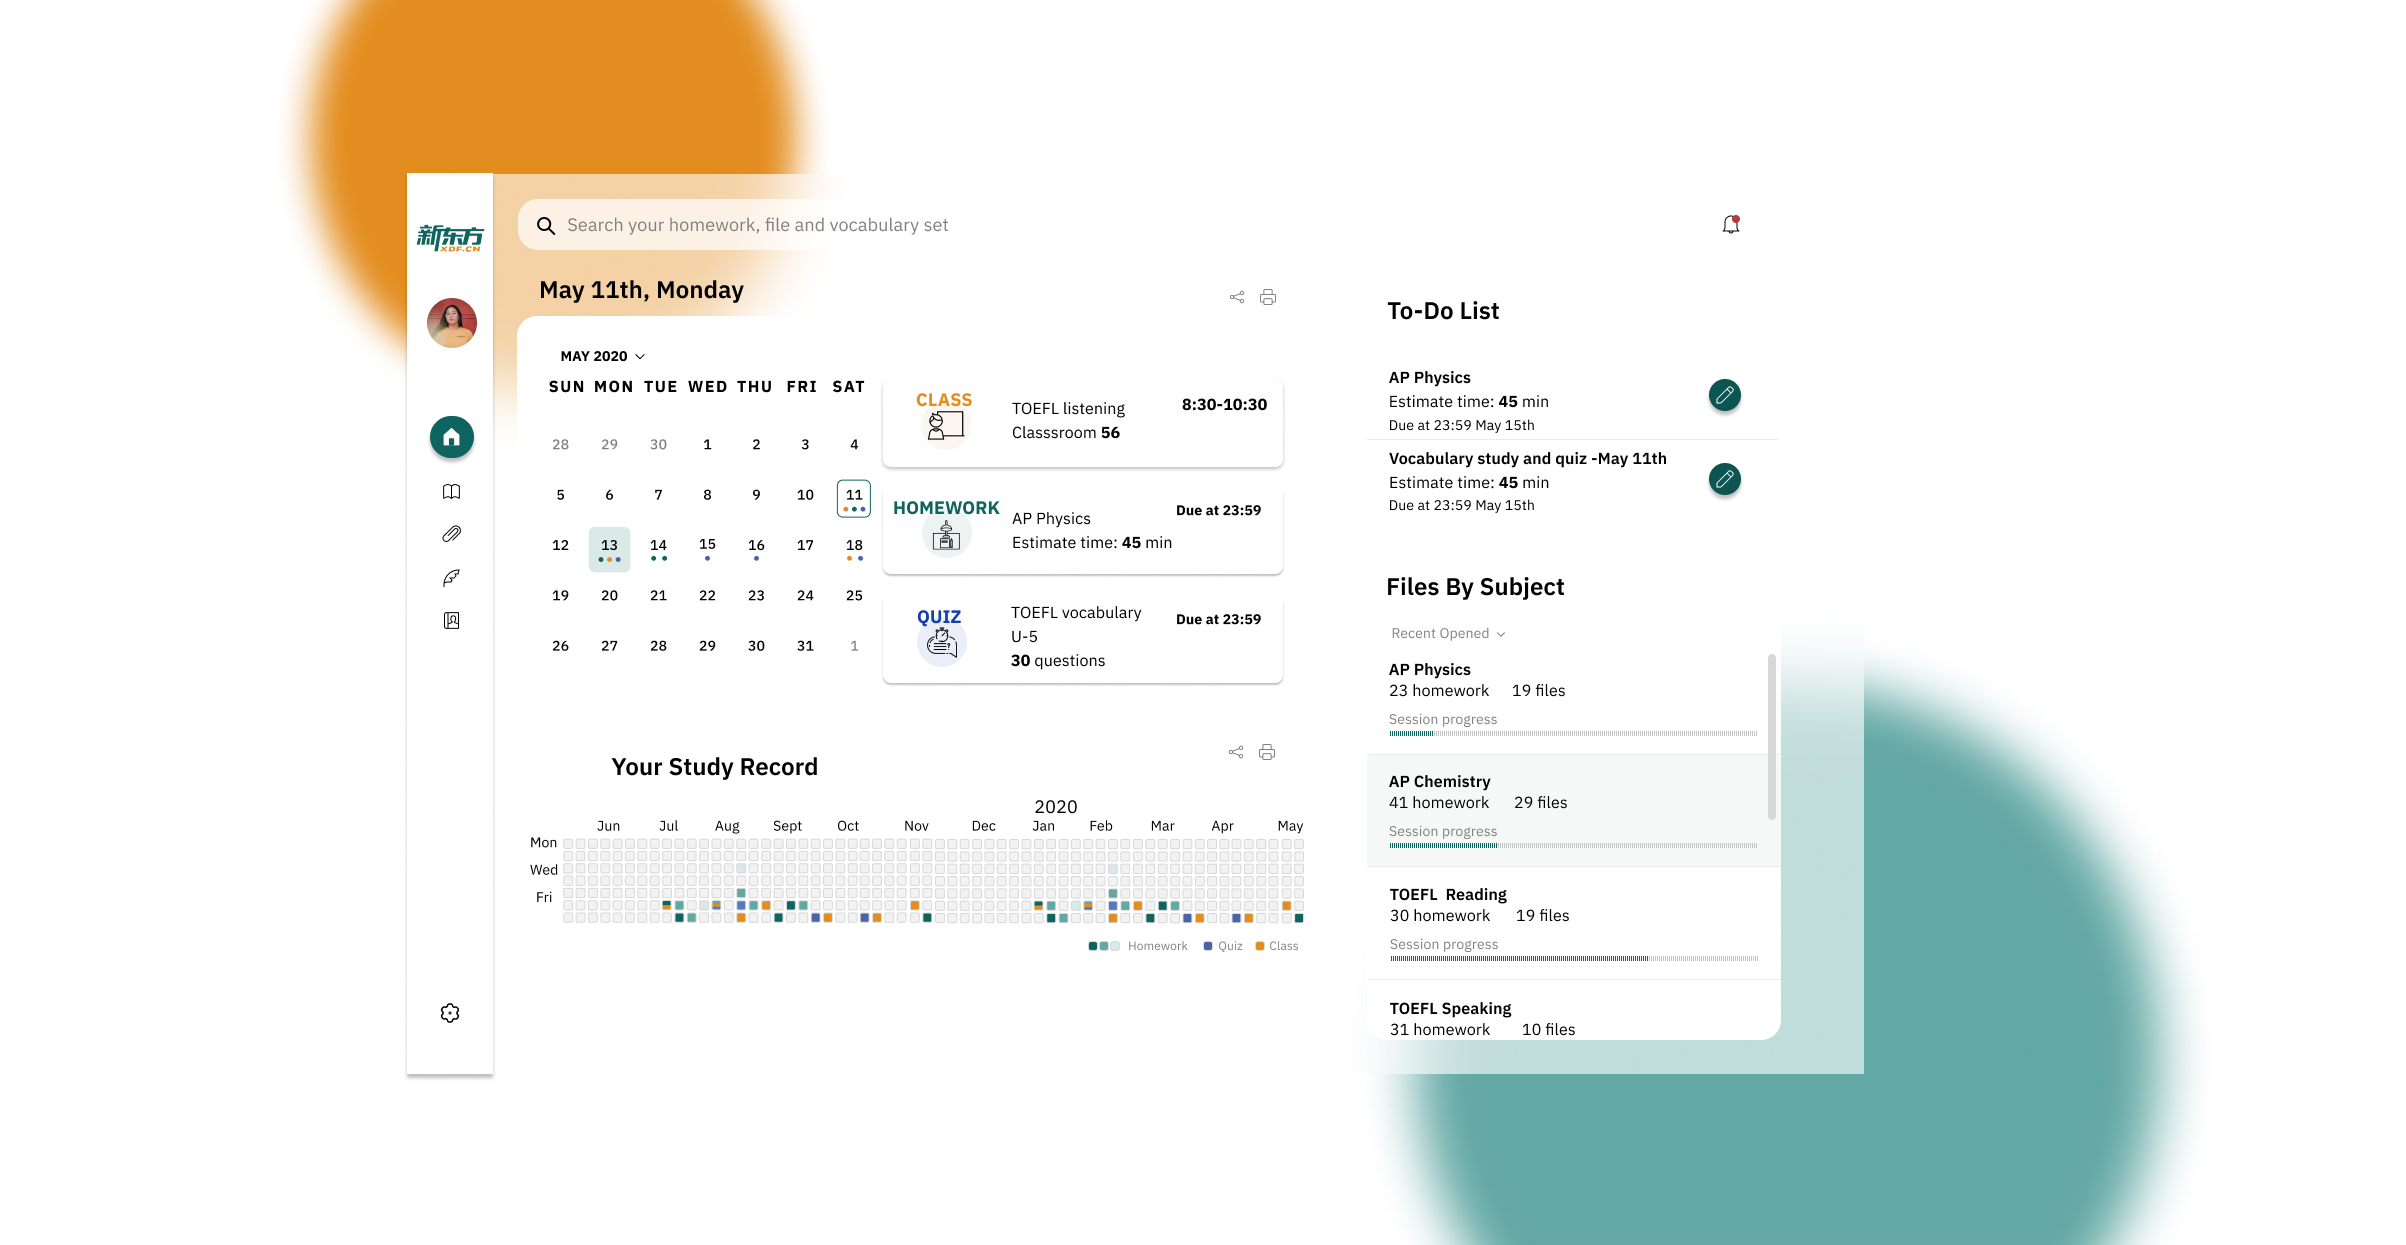 新东方
XDF.CN
Search your homework, file and vocabulary set
May 11th, Monday
MAY 2020
SUN MON TUE WED THU FRI SAT
28 29 30 1 2 3 4
5 6 7 8 9 10 11
12 13 14 15 16 17 18
19 20 21 22 23 24 25
26 27 28 29 30 31 1
CLASS
TOEFL listening
Classsroom 56
8:30-10:30
HOMEWORK
AP Physics
Estimate time: 45 min
Due at 23:59
QUIZ
TOEFL vocabulary
U-5
30 questions
Due at 23:59
Your Study Record
2020
Jun Jul Aug Sept Oct Nov Dec Jan Feb Mar Apr May
Mon
Wed
Fri
Homework Quiz Class
To-Do List
AP Physics
Estimate time: 45 min
Due at 23:59 May 15th
Vocabulary study and quiz -May 11th
Estimate time: 45 min
Due at 23:59 May 15th
Files By Subject
Recent Opened
AP Physics
23 homework 19 files
Session progress
AP Chemistry
41 homework 29 files
Session progress
TOEFL Reading
30 homework 19 files
Session progress
TOEFL Speaking
31 homework 10 files